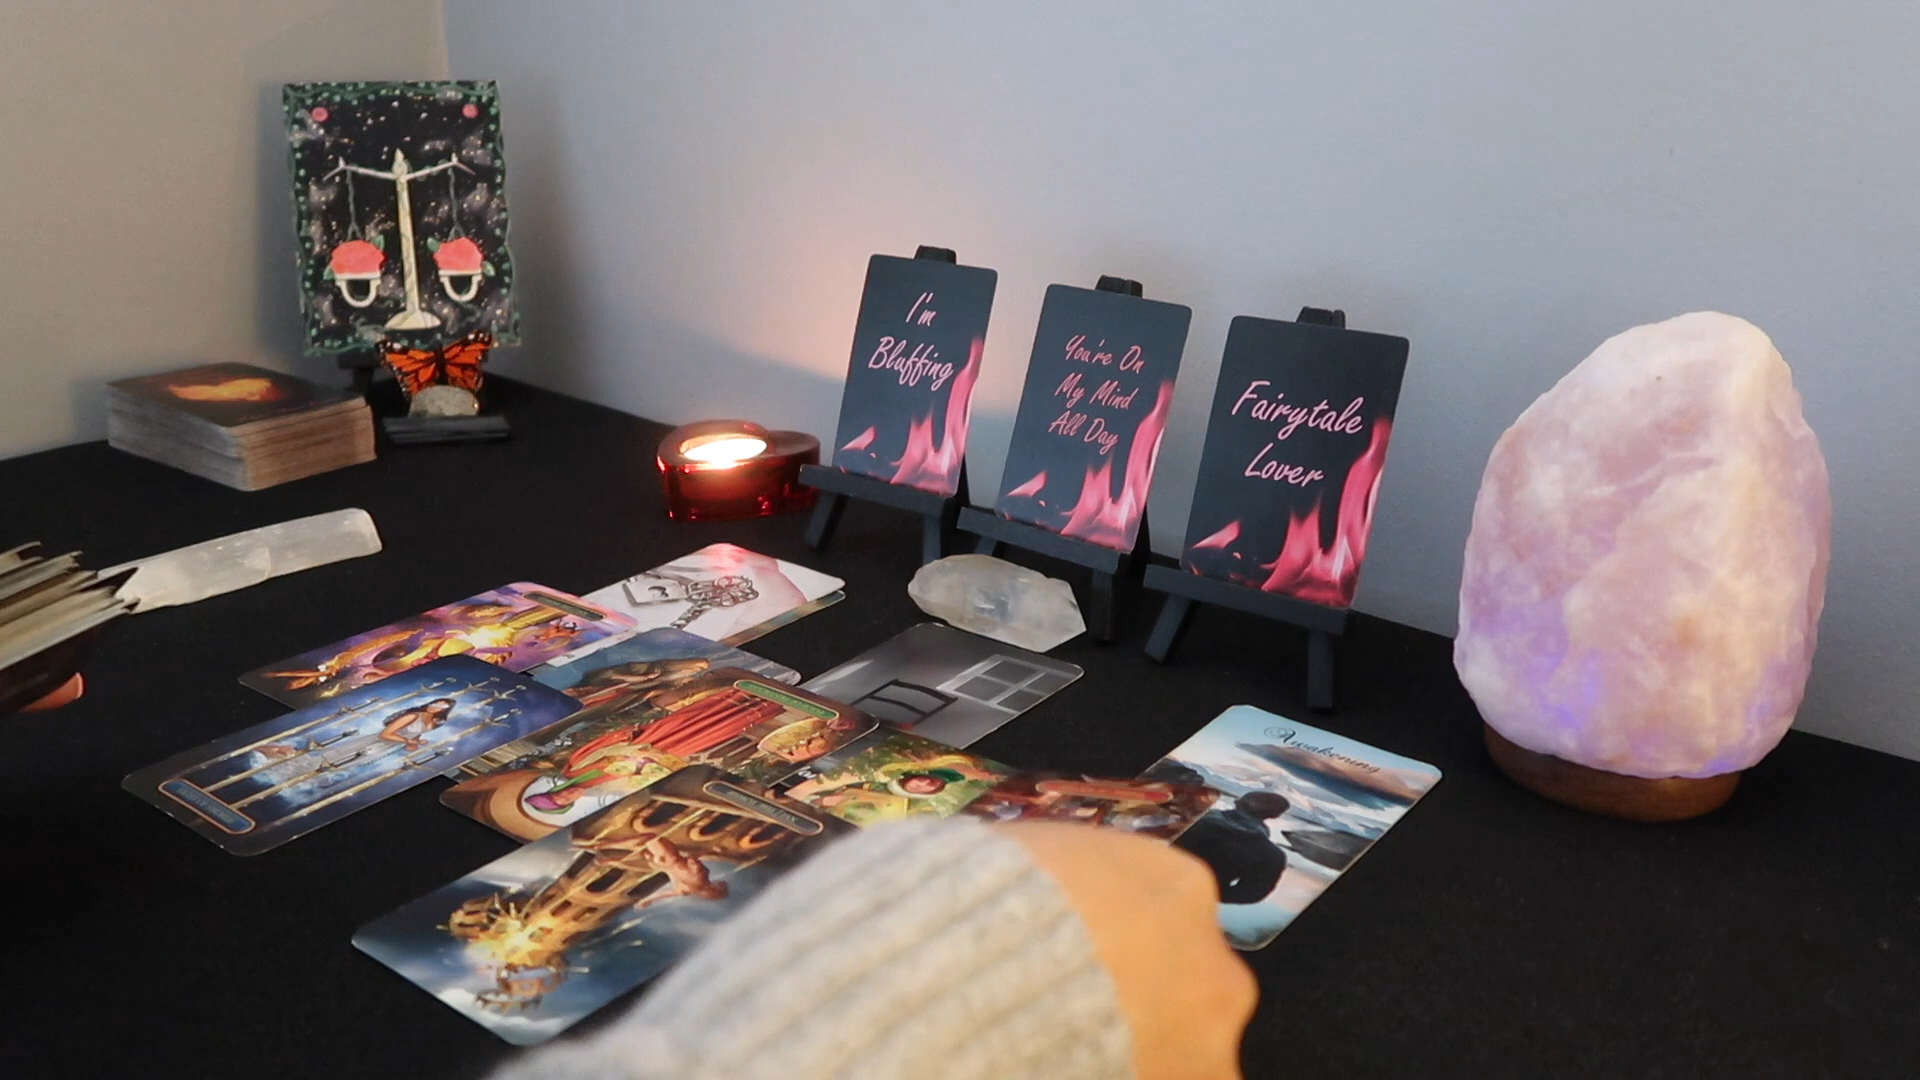 I'm
Bluffing
You're On
My Mind
All Day
Fairytale
Lover
Awakening